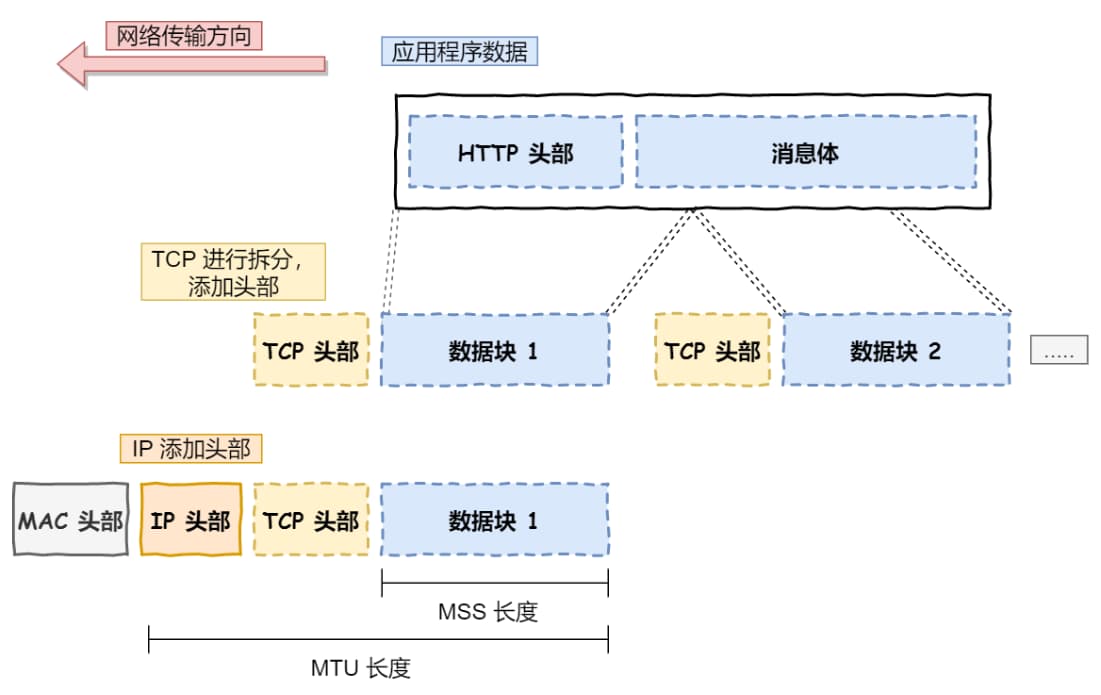 网络传输方向
应用程序数据
HTTP 头部
消息体
TCP 进行拆分，
添加头部
TCP 头部
数据块 1
TCP 头部
数据块 2
.....
IP 添加头部
MAC 头部
IP 头部
TCP 头部
数据块 1
MSS 长度
MTU 长度